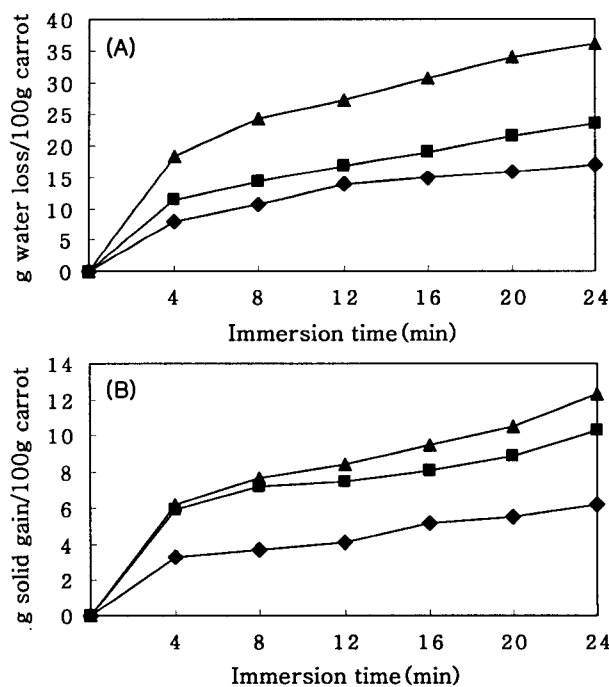 (A)
g water loss/100g carrot
40
35
30
25
20
15
10
5
0
4 8 12 16 20 24
Immersion time(min)
(B)
.g solid gain/100g carrot
14
12
10
8
6
4
2
0
4 8 12 16 20 24
Immersion time(min)